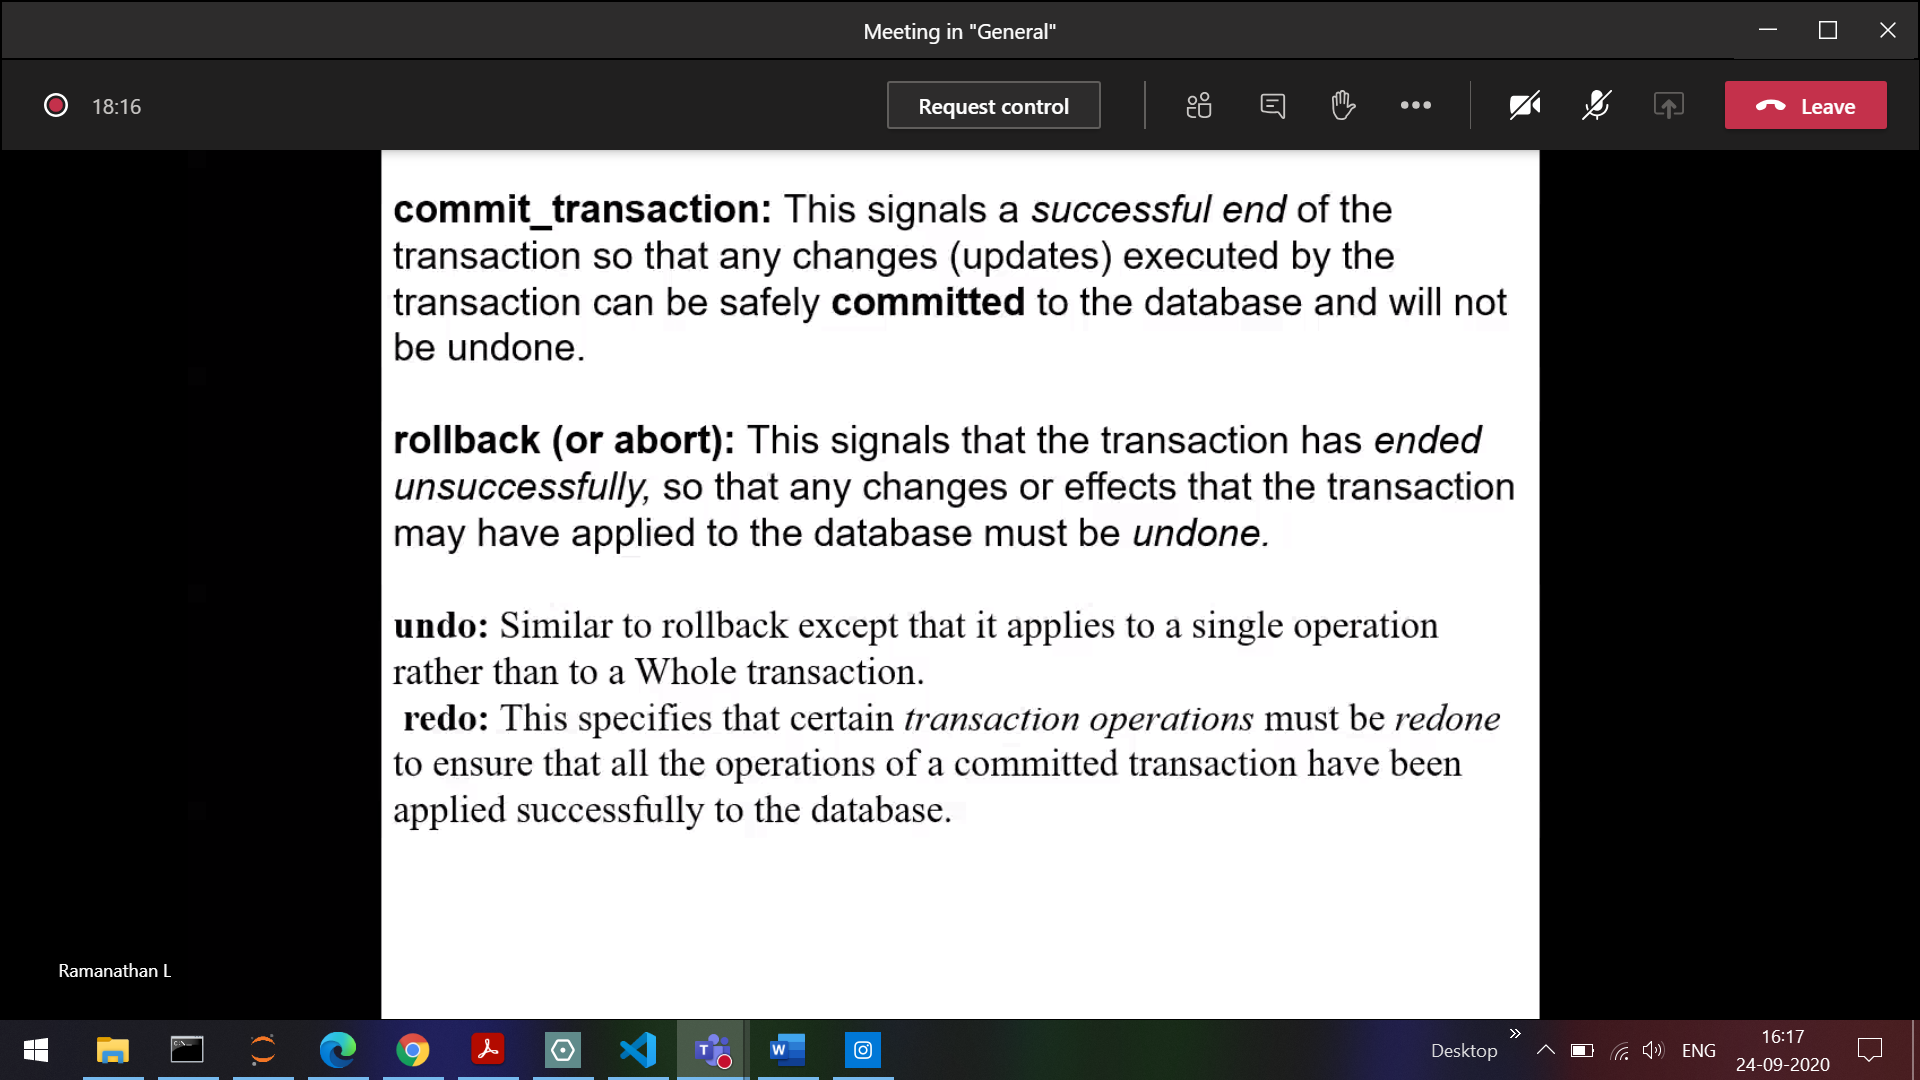 Meeting in "General"
18:16
Request control
Leave
commit_transaction: This signals a successful end of the
transaction so that any changes (updates) executed by the
transaction can be safely committed to the database and will not
be undone.
rollback (or abort): This signals that the transaction has ended
unsuccessfully, so that any changes or effects that the transaction
may have applied to the database must be undone.
undo: Similar to rollback except that it applies to a single operation
rather than to a Whole transaction.
redo: This specifies that certain transaction operations must be redone
to ensure that all the operations of a committed transaction have been
applied successfully to the database.
Ramanathan L
Desktop
ENG
16:17
24-09-2020